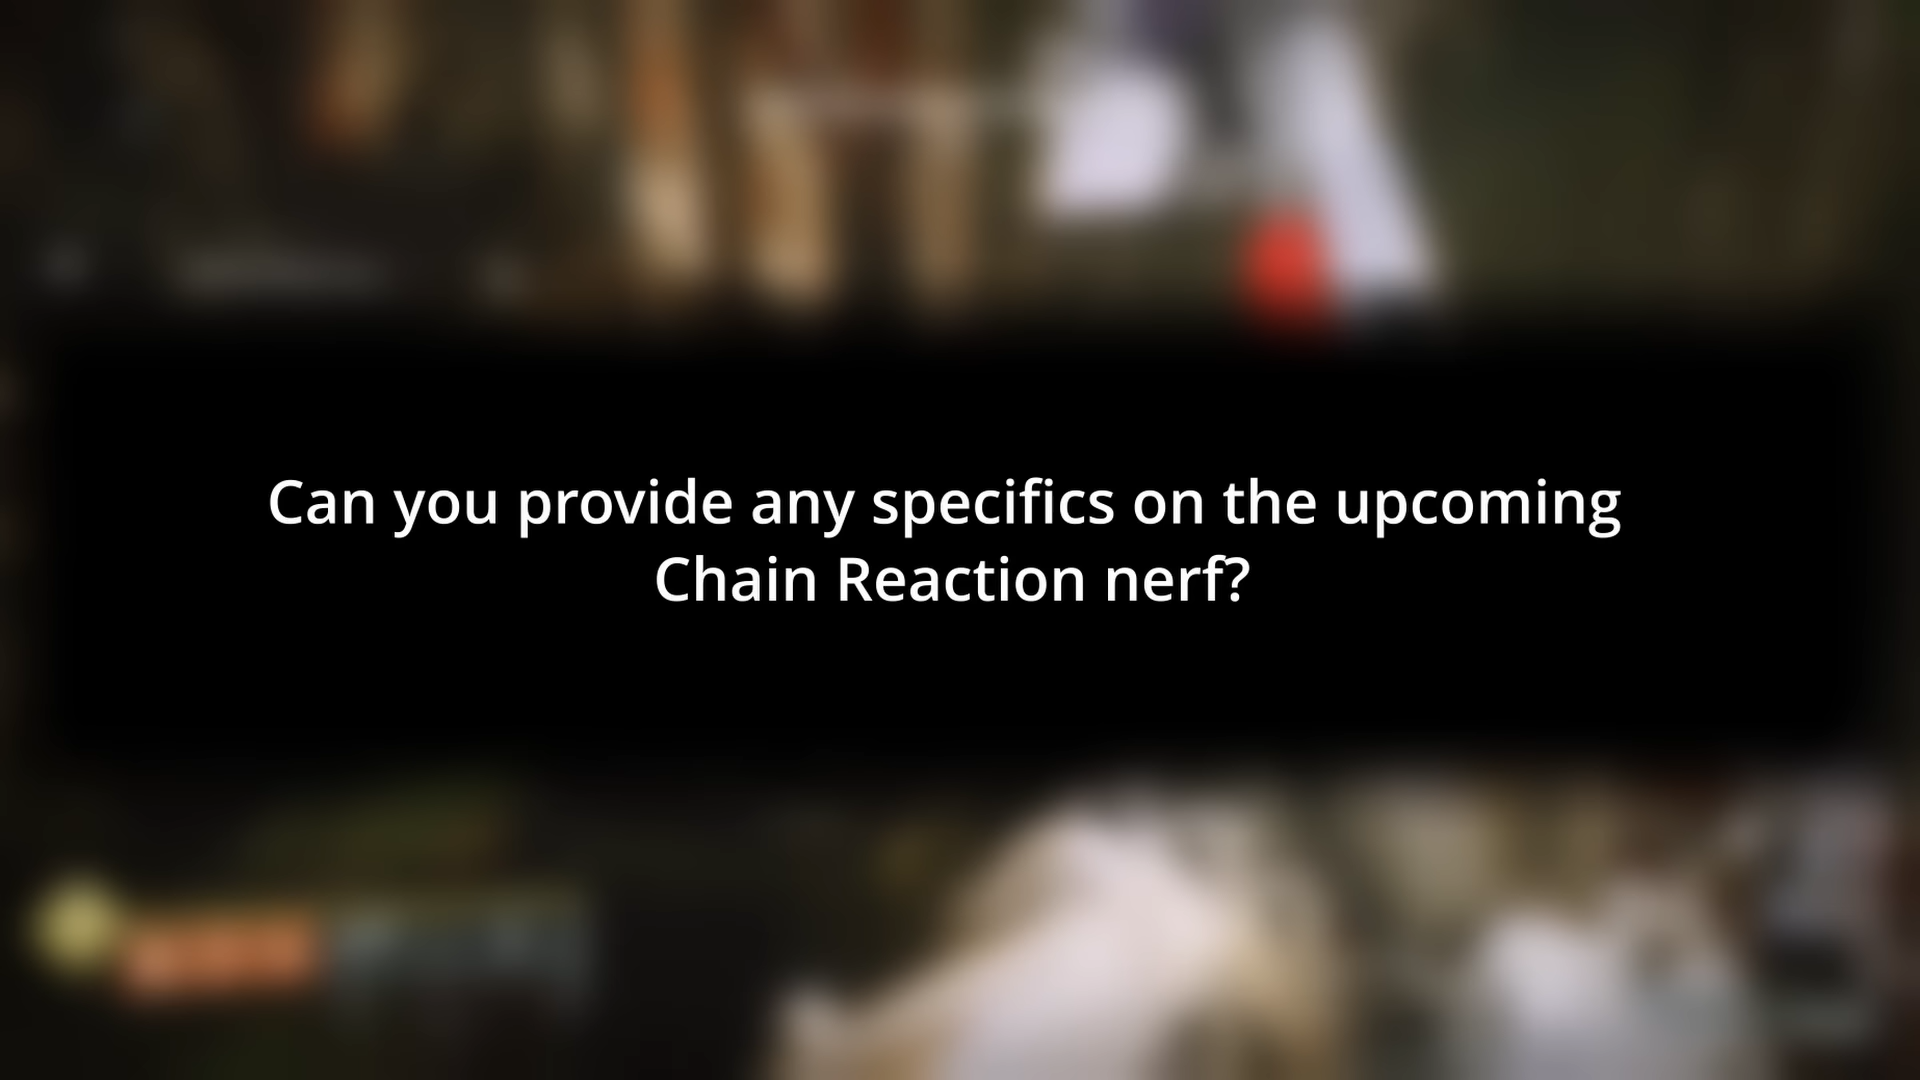 Can you provide any specifics on the upcoming
Chain Reaction nerf?